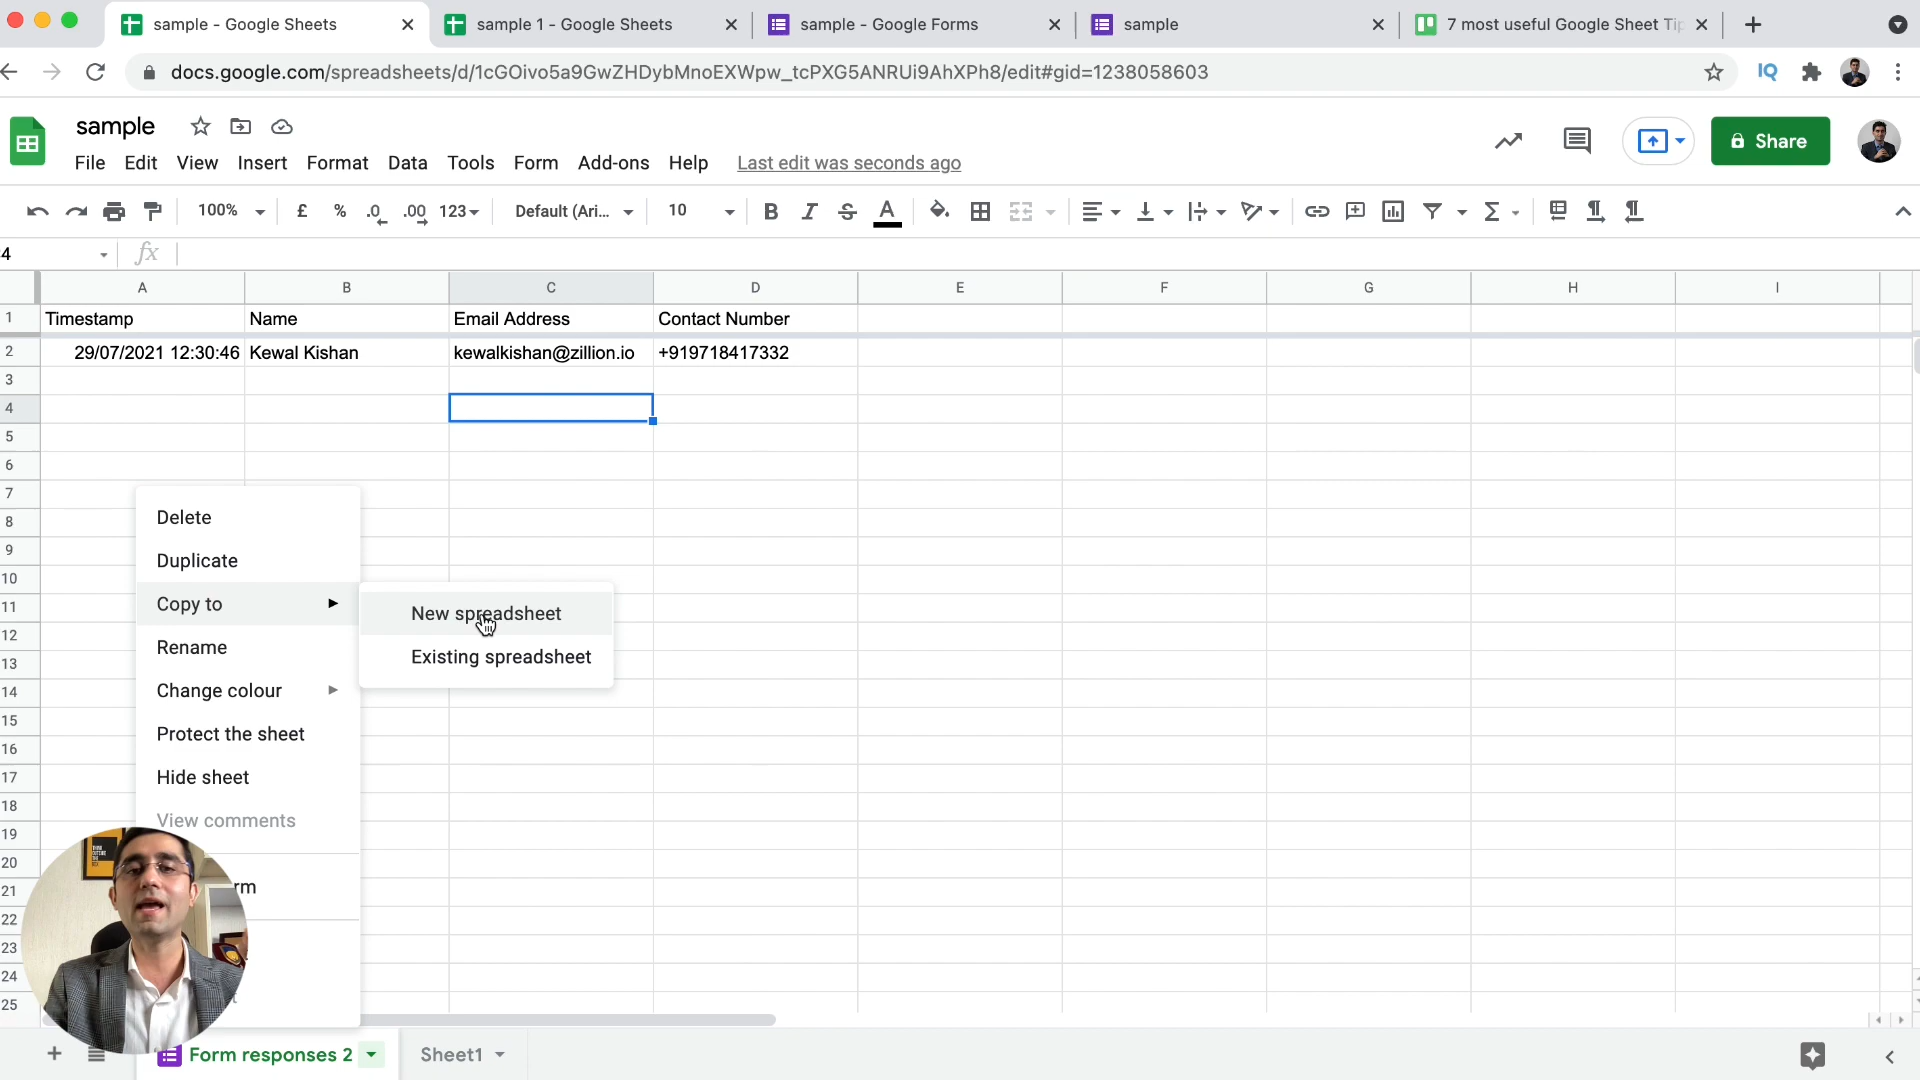 sample - Google Sheets
sample 1 - Google Sheets
sample - Google Forms
sample
7 most useful Google Sheet Tip
docs.google.com/spreadsheets/d/1cGOivo5a9GwZHDybMnoEXWpw_tcPXG5ANRUi9AhXPh8/edit#gid=1238058603
IQ
sample
Share
File Edit View Insert Format Data Tools Form Add-ons Help Last edit was seconds ago
100% £ % .0 .00 123 Default (Ari... 10 B I S A
4 fx
A B C D E F G H I
1 Timestamp Name Email Address Contact Number
2 29/07/2021 12:30:46 Kewal Kishan kewalkishan@zillion.io +919718417332
3
4
5
6
7
8
9
10
11
12
13
14
15
16
17
18
19
20
21
22
23
24
25
Delete
Duplicate
Copy to
Rename
Change colour
Protect the sheet
Hide sheet
View comments
rm
New spreadsheet
Existing spreadsheet
Form responses 2
Sheet1